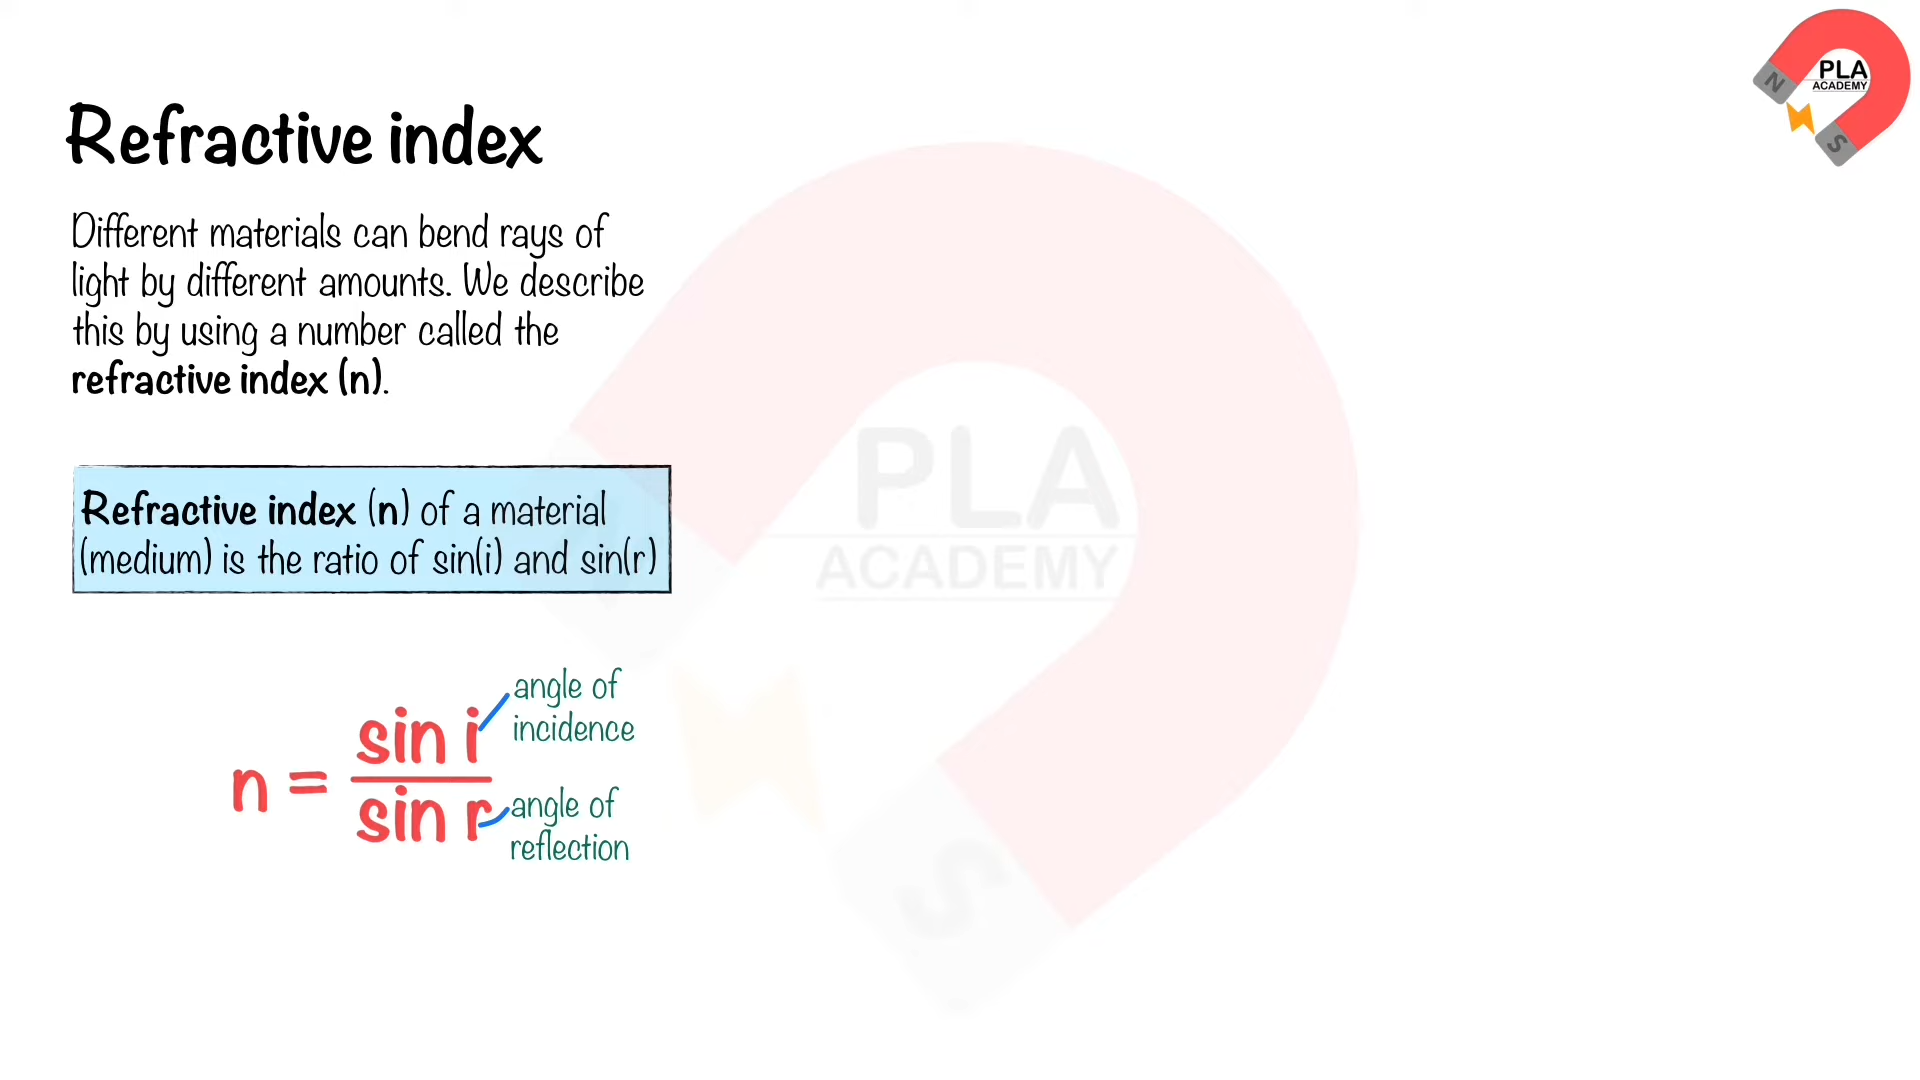 PLA
ACADEMY
N
S
Refractive index
Different materials can bend rays of
light by different amounts. We describe
this by using a number called the
refractive index (n).
Refractive index (n) of a material
(medium) is the ratio of sin(i) and sin(r)
n = sin i / sin r
angle of
incidence
angle of
reflection
PLA
ACADEMY
S